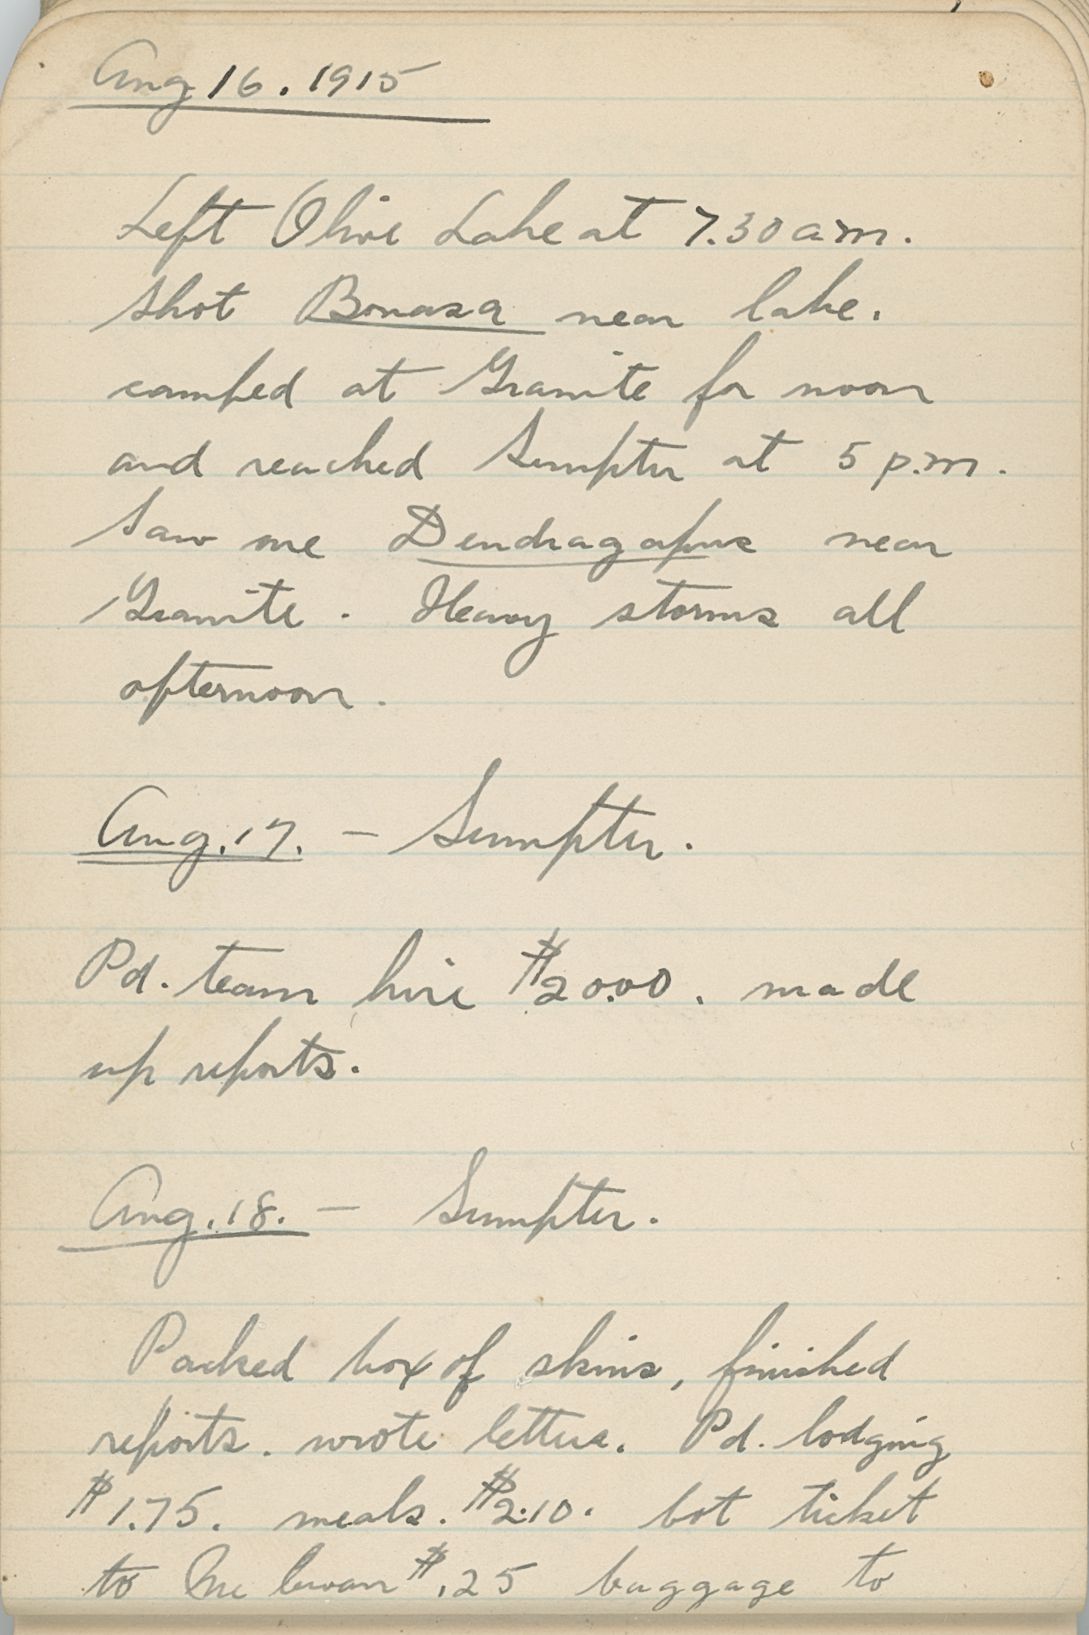 Aug 16. 1915
Left Olive Lake at 7.30 a.m.
shot Bonasa near lake.
camped at Granite for noon
and reached Sumpter at 5 p.m.
Saw one Dendragapus near
Granite. Heavy storms all
afternoon.
Aug. 17. - Sumpter.
Pd. team hire $20.00. made
up reports.
Aug. 18. - Sumpter.
Packed box of skins, finished
reports. wrote letters. Pd. lodging
$1.75. meals. $2.10. bot ticket
to McEwan $.25 baggage to